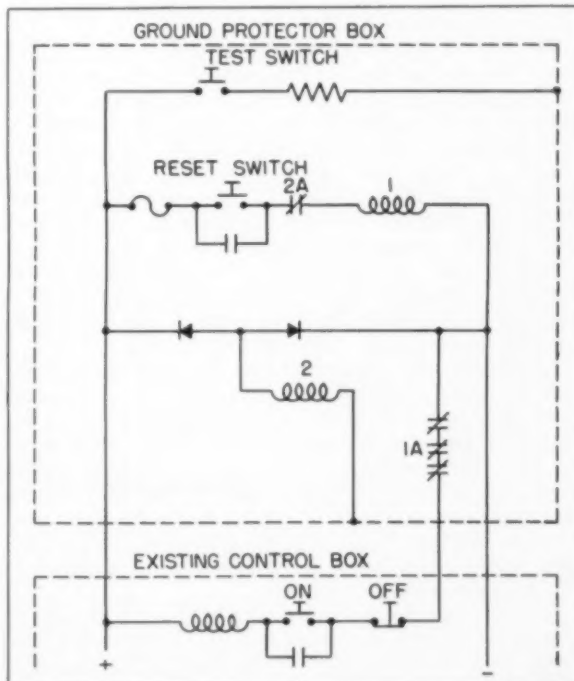 GROUND PROTECTOR BOX
TEST SWITCH
RESET SWITCH
2A
1
2
1A
EXISTING CONTROL BOX
ON
OFF
+
-